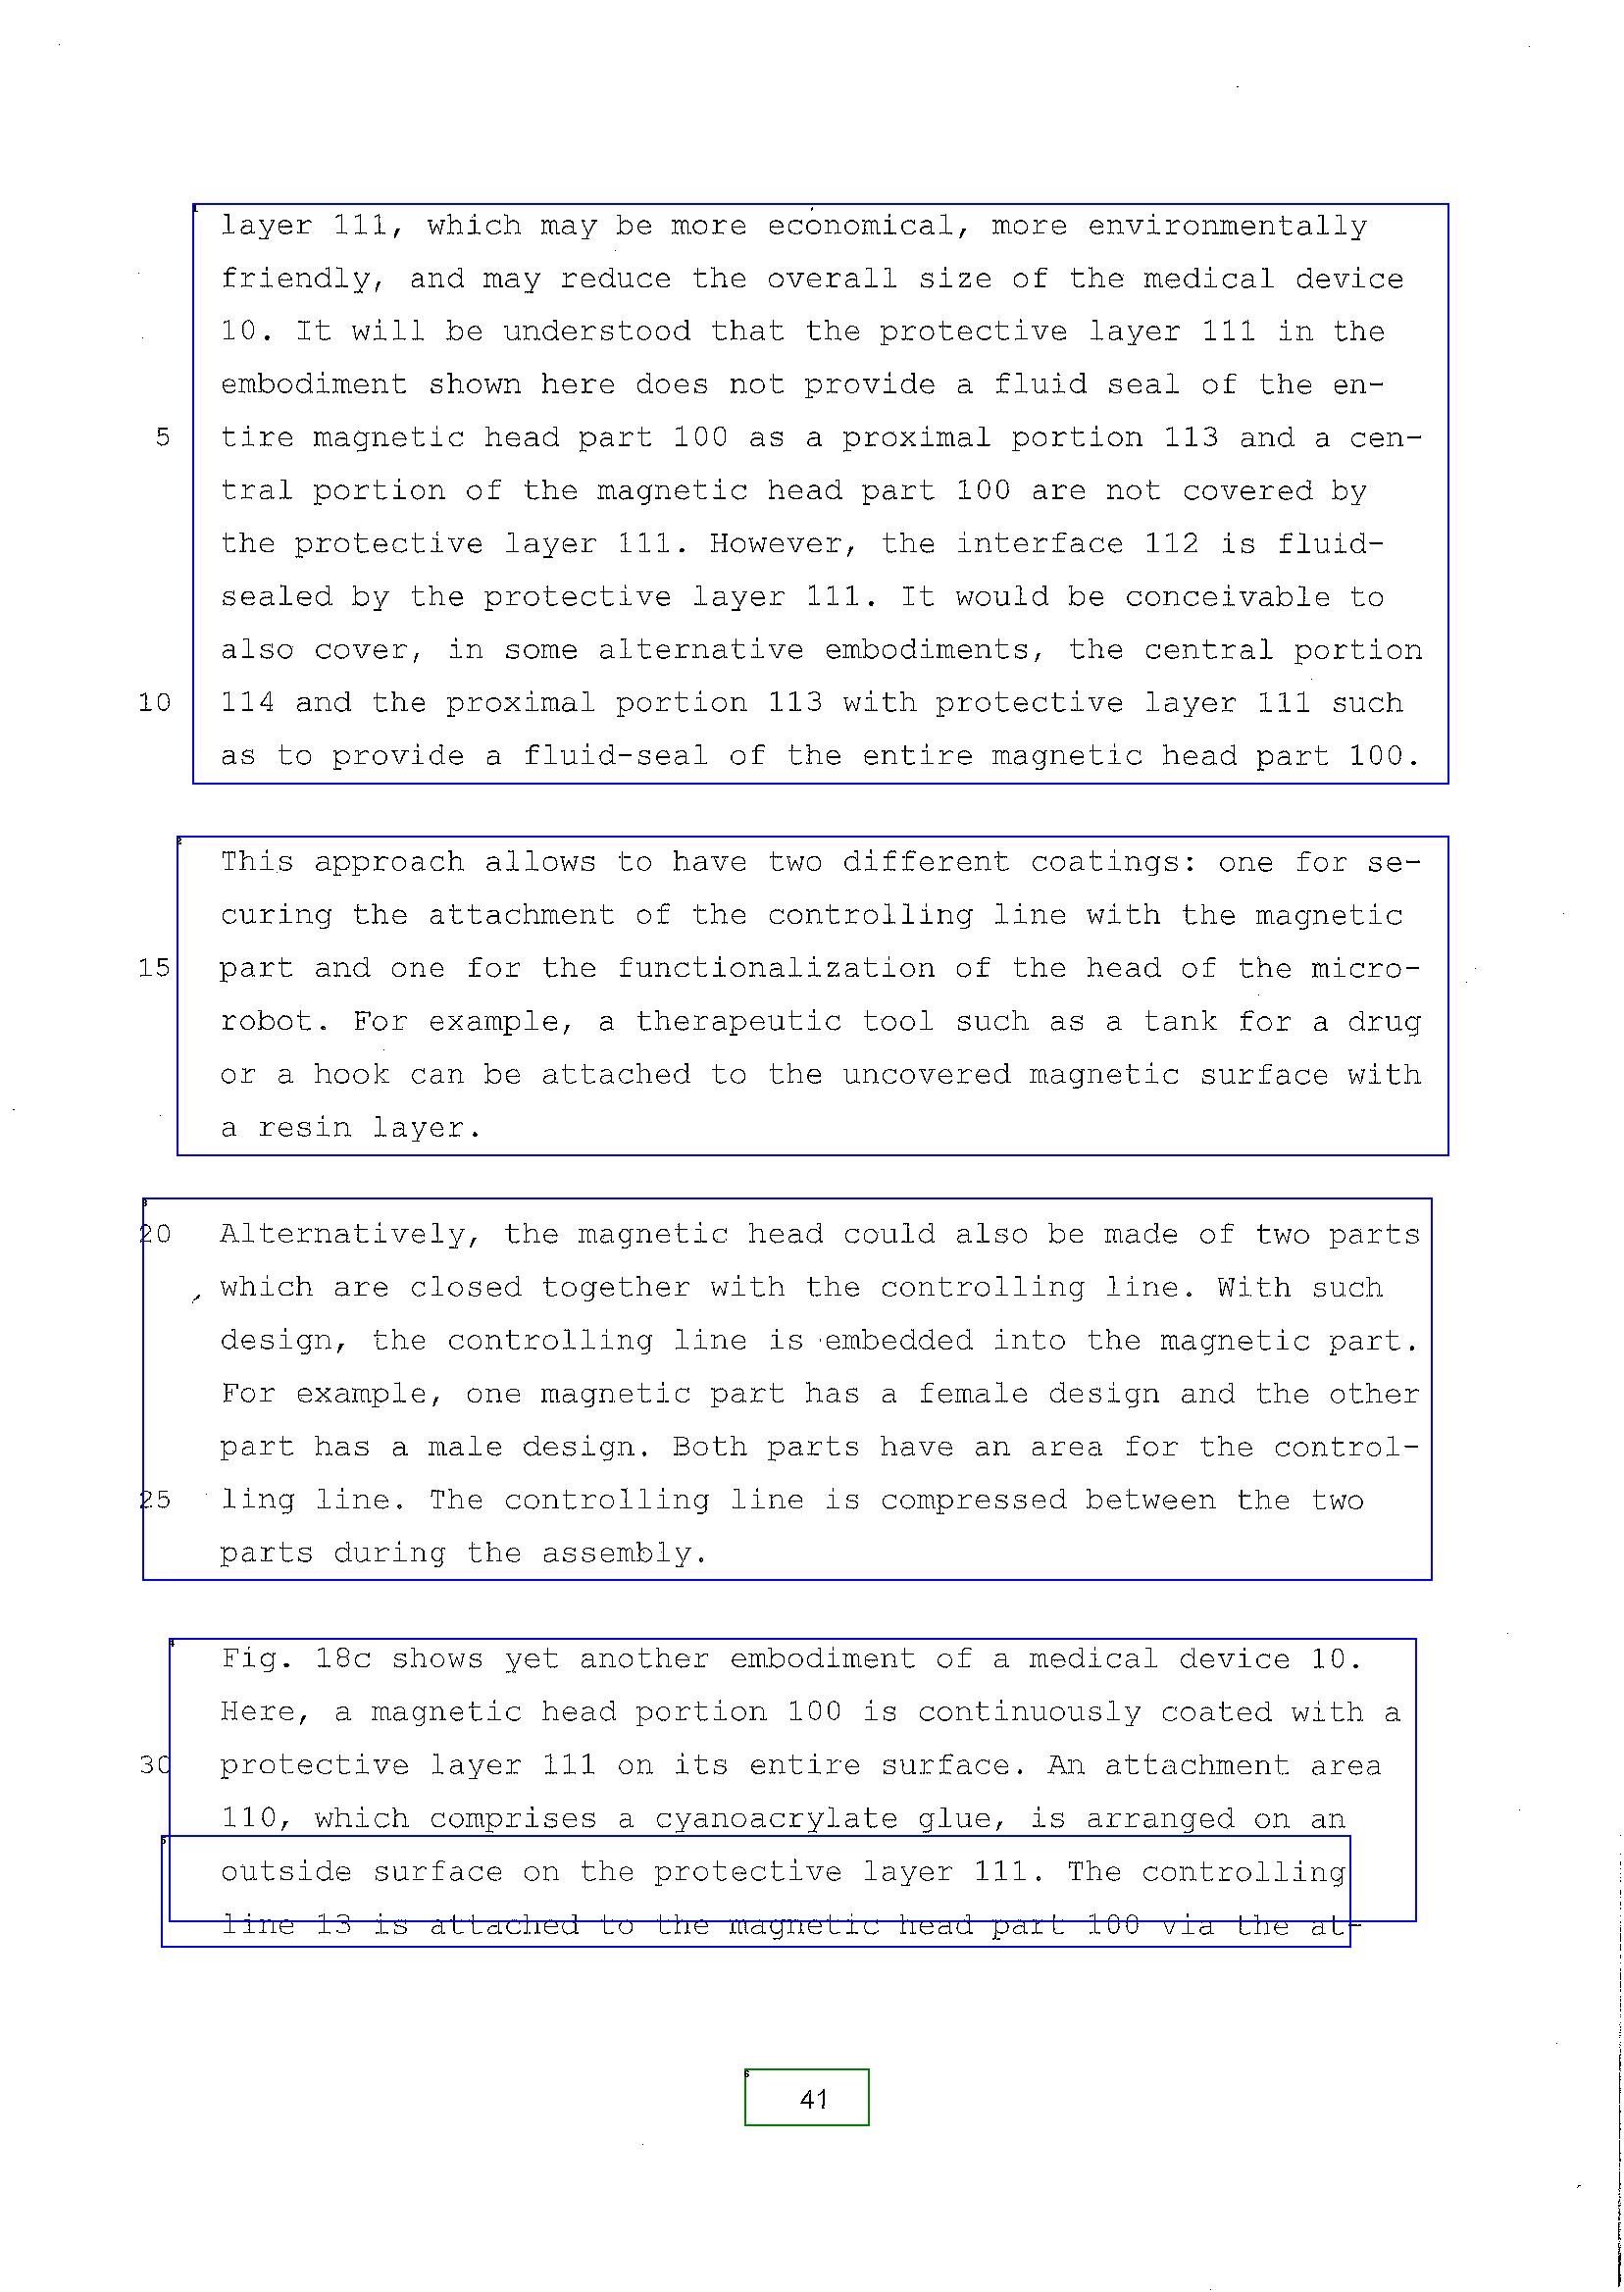 layer 111, which may be more economical, more environmentally
friendly, and may reduce the overall size of the medical device
10. It will be understood that the protective layer 111 in the
embodiment shown here does not provide a fluid seal of the en-
5 tire magnetic head part 100 as a proximal portion 113 and a cen-
tral portion of the magnetic head part 100 are not covered by
the protective layer 111. However, the interface 112 is fluid-
sealed by the protective layer 111. It would be conceivable to
also cover, in some alternative embodiments, the central portion
10 114 and the proximal portion 113 with protective layer 111 such
as to provide a fluid-seal of the entire magnetic head part 100.
This approach allows to have two different coatings: one for se-
curing the attachment of the controlling line with the magnetic
15 part and one for the functionalization of the head of the micro-
robot. For example, a therapeutic tool such as a tank for a drug
or a hook can be attached to the uncovered magnetic surface with
a resin layer.
20 Alternatively, the magnetic head could also be made of two parts
which are closed together with the controlling line. With such
design, the controlling line is embedded into the magnetic part.
For example, one magnetic part has a female design and the other
part has a male design. Both parts have an area for the control-
25 ling line. The controlling line is compressed between the two
parts during the assembly.
Fig. 18c shows yet another embodiment of a medical device 10.
Here, a magnetic head portion 100 is continuously coated with a
30 protective layer 111 on its entire surface. An attachment area
110, which comprises a cyanoacrylate glue, is arranged on an
outside surface on the protective layer 111. The controlling
line 13 is attached to the magnetic head part 100 via the at-
41